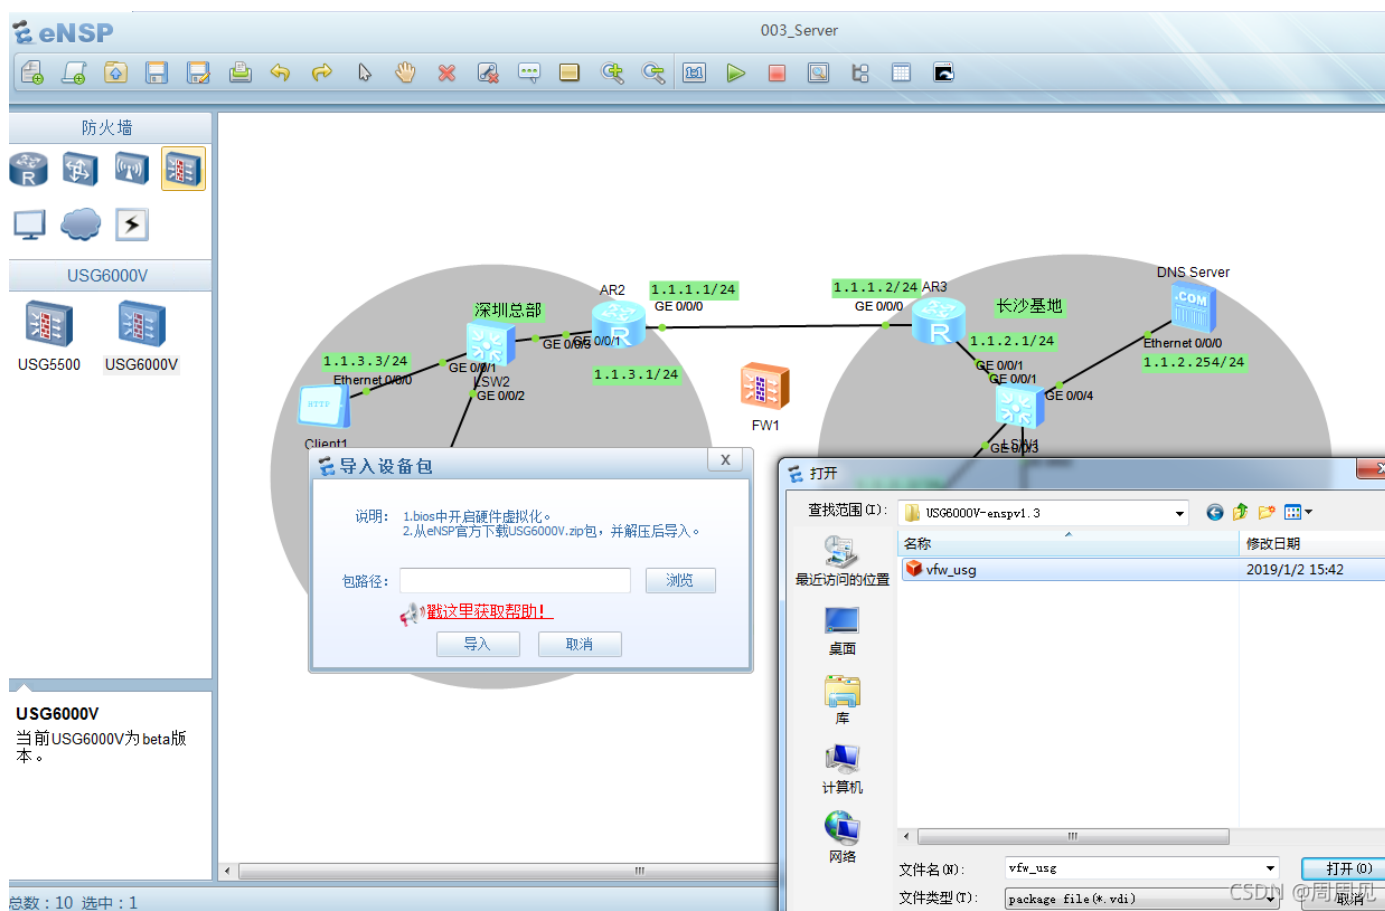 eNSP
003_Server
防火墙
R
USG6000V
USG5500
USG6000V
USG6000V
当前USG6000V为beta版
本。
总数：10 选中：1
深圳总部
AR2
1.1.1.1/24
GE 0/0/0
R
GE 0/0/1
1.1.3.1/24
1.1.3.3/24
Ethernet 0/0/0
HTTP
Client1
GE 0/0/1
LSW2
GE 0/0/2
FW1
1.1.1.2/24
AR3
GE 0/0/0
R
长沙基地
1.1.2.1/24
GE 0/0/1
GE 0/0/1
DNS Server
.COM
Ethernet 0/0/0
1.1.2.254/24
GE 0/0/4
LSW1
GE 0/0/3
导入设备包
X
说明：
1.bios中开启硬件虚拟化。
2.从eNSP官方下载USG6000V.zip包，并解压后导入。
包路径：
浏览
戳这里获取帮助！
导入
取消
打开
查找范围(I)：
USG6000V-enspv1.3
名称
修改日期
vfw_usg
2019/1/2 15:42
最近访问的位置
桌面
库
计算机
网络
文件名(N)：
vfw_usg
打开(O)
文件类型(T)：
package file(*.vdi)
取消
CSDN @周周见